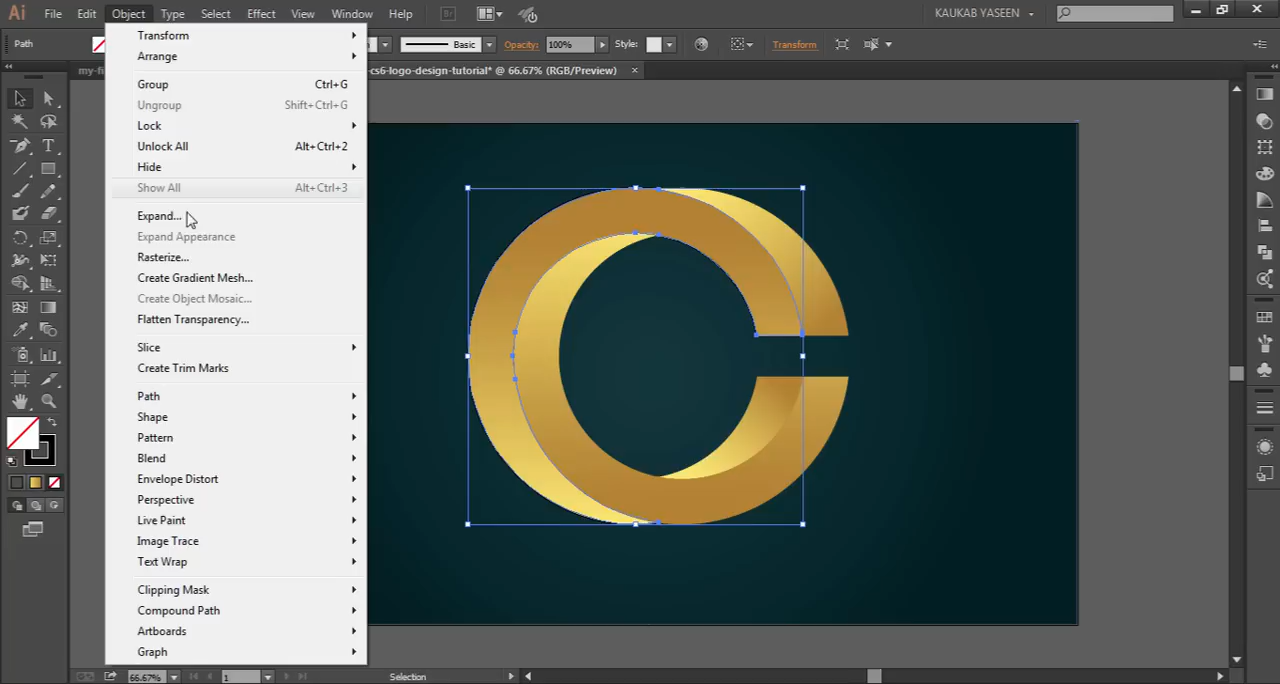 Ai File Edit Object Type Select Effect View Window Help Br KAUKAB YASEEN
Path Basic Opacity: 100% Style: Transform
my-fi -cs6-logo-design-tutorial* @ 66.67% (RGB/Preview)
Transform
Arrange
Group Ctrl+G
Ungroup Shift+Ctrl+G
Lock
Unlock All Alt+Ctrl+2
Hide
Show All Alt+Ctrl+3
Expand...
Expand Appearance
Rasterize...
Create Gradient Mesh...
Create Object Mosaic...
Flatten Transparency...
Slice
Create Trim Marks
Path
Shape
Pattern
Blend
Envelope Distort
Perspective
Live Paint
Image Trace
Text Wrap
Clipping Mask
Compound Path
Artboards
Graph
66.67% 1 Selection